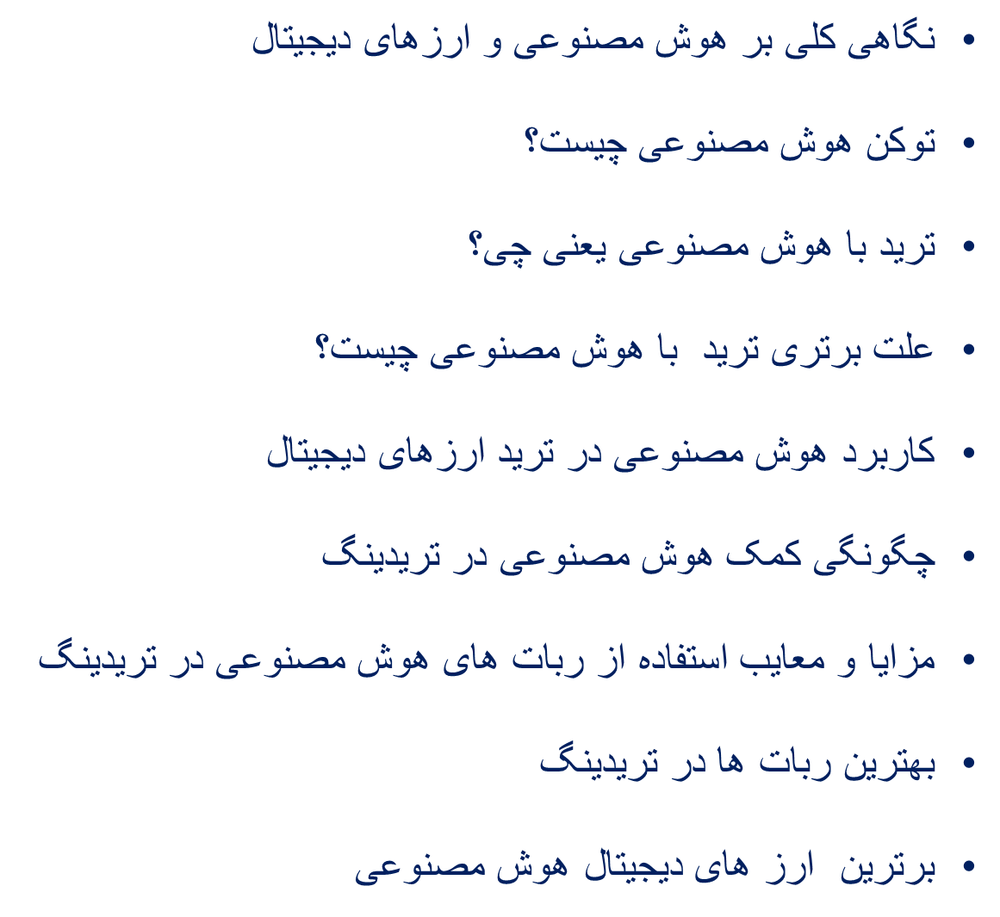 • نگاهی کلی بر هوش مصنوعی و ارزهای دیجیتال
• توکن هوش مصنوعی چیست؟
• ترید با هوش مصنوعی یعنی چی؟
• علت برتری ترید  با هوش مصنوعی چیست؟
• کاربرد هوش مصنوعی در ترید ارزهای دیجیتال
• چگونگی کمک هوش مصنوعی در تریدینگ
• مزایا و معایب استفاده از ربات های هوش مصنوعی در تریدینگ
• بهترین ربات ها در تریدینگ
• برترین  ارز های دیجیتال هوش مصنوعی